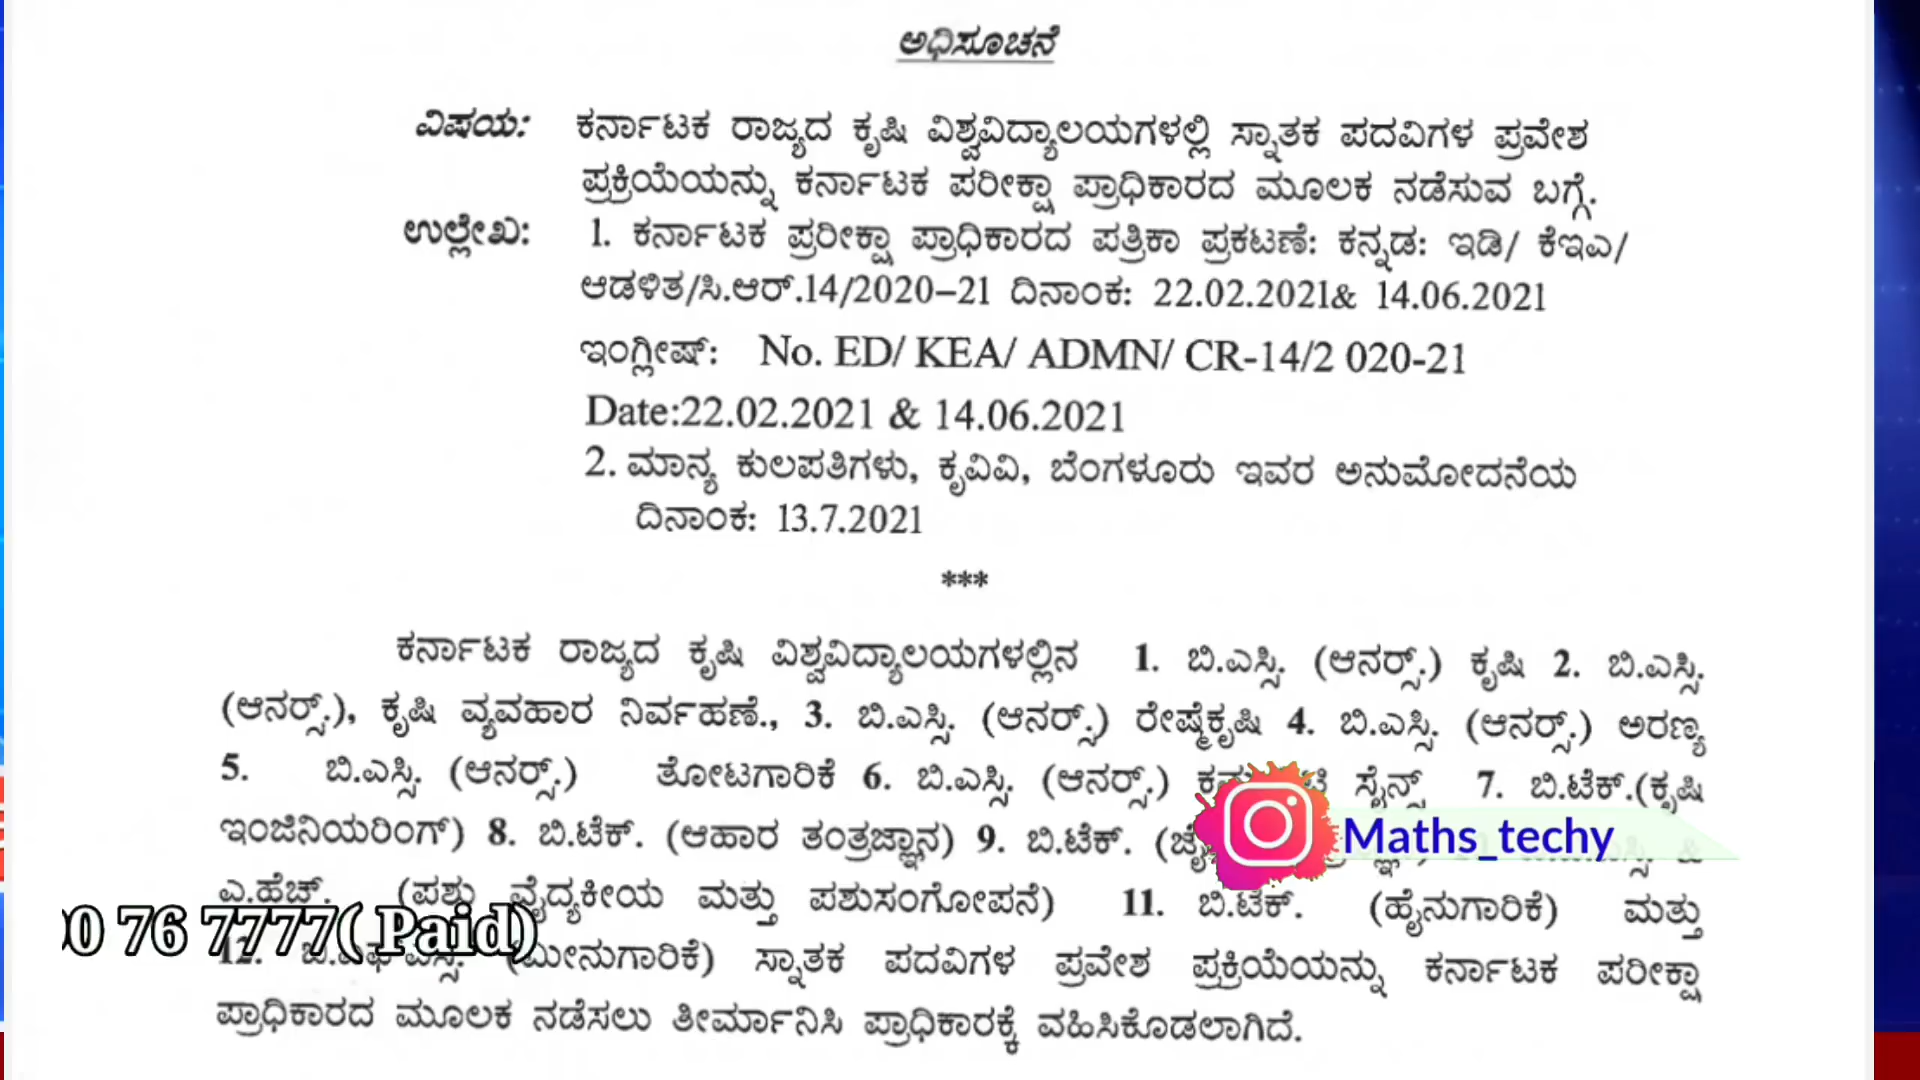 ಅಧಿಸೂಚನೆ
ವಿಷಯ: ಕರ್ನಾಟಕ ರಾಜ್ಯದ ಕೃಷಿ ವಿಶ್ವವಿದ್ಯಾಲಯಗಳಲ್ಲಿ ಸ್ನಾತಕ ಪದವಿಗಳ ಪ್ರವೇಶ
ಪ್ರಕ್ರಿಯೆಯನ್ನು ಕರ್ನಾಟಕ ಪರೀಕ್ಷಾ ಪ್ರಾಧಿಕಾರದ ಮೂಲಕ ನಡೆಸುವ ಬಗ್ಗೆ.
ಉಲ್ಲೇಖ: 1. ಕರ್ನಾಟಕ ಪ್ರರೀಕ್ಷಾ ಪ್ರಾಧಿಕಾರದ ಪತ್ರಿಕಾ ಪ್ರಕಟಣೆ: ಕನ್ನಡ: ಇಡಿ/ ಕೆಇಎ/
ಆಡಳಿತ/ಸಿ.ಆರ್.14/2020–21 ದಿನಾಂಕ: 22.02.2021& 14.06.2021
ಇಂಗ್ಲೀಷ್: No. ED/ KEA/ ADMN/ CR-14/2 020-21
Date:22.02.2021 & 14.06.2021
2. ಮಾನ್ಯ ಕುಲಪತಿಗಳು, ಕೃವಿವಿ, ಬೆಂಗಳೂರು ಇವರ ಅನುಮೋದನೆಯ
ದಿನಾಂಕ: 13.7.2021
***
ಕರ್ನಾಟಕ ರಾಜ್ಯದ ಕೃಷಿ ವಿಶ್ವವಿದ್ಯಾಲಯಗಳಲ್ಲಿನ 1. ಬಿ.ಎಸ್ಸಿ. (ಆನರ್ಸ್.) ಕೃಷಿ 2. ಬಿ.ಎಸ್ಸಿ.
(ಆನರ್ಸ್.), ಕೃಷಿ ವ್ಯವಹಾರ ನಿರ್ವಹಣೆ., 3. ಬಿ.ಎಸ್ಸಿ. (ಆನರ್ಸ್.) ರೇಷ್ಮೆಕೃಷಿ 4. ಬಿ.ಎಸ್ಸಿ. (ಆನರ್ಸ್.) ಅರಣ್ಯ
5. ಬಿ.ಎಸ್ಸಿ. (ಆನರ್ಸ್.) ತೋಟಗಾರಿಕೆ 6. ಬಿ.ಎಸ್ಸಿ. (ಆನರ್ಸ್.) ಸೈನ್ಸ್ 7. ಬಿ.ಟೆಕ್.(ಕೃಷಿ
ಇಂಜಿನಿಯರಿಂಗ್) 8. ಬಿ.ಟೆಕ್. (ಆಹಾರ ತಂತ್ರಜ್ಞಾನ) 9. ಬಿ.ಟೆಕ್. Maths_techy &
ಎ.ಹೆಚ್. (ಪಶು ವೈದ್ಯಕೀಯ ಮತ್ತು ಪಶುಸಂಗೋಪನೆ) 11. ಬಿ.ಟೆಕ್. (ಹೈನುಗಾರಿಕೆ) ಮತ್ತು
0 76 7777( Paid)
12. (ಮೀನುಗಾರಿಕೆ) ಸ್ನಾತಕ ಪದವಿಗಳ ಪ್ರವೇಶ ಪ್ರಕ್ರಿಯೆಯನ್ನು ಕರ್ನಾಟಕ ಪರೀಕ್ಷಾ
ಪ್ರಾಧಿಕಾರದ ಮೂಲಕ ನಡೆಸಲು ತೀರ್ಮಾನಿಸಿ ಪ್ರಾಧಿಕಾರಕ್ಕೆ ವಹಿಸಿಕೊಡಲಾಗಿದೆ.